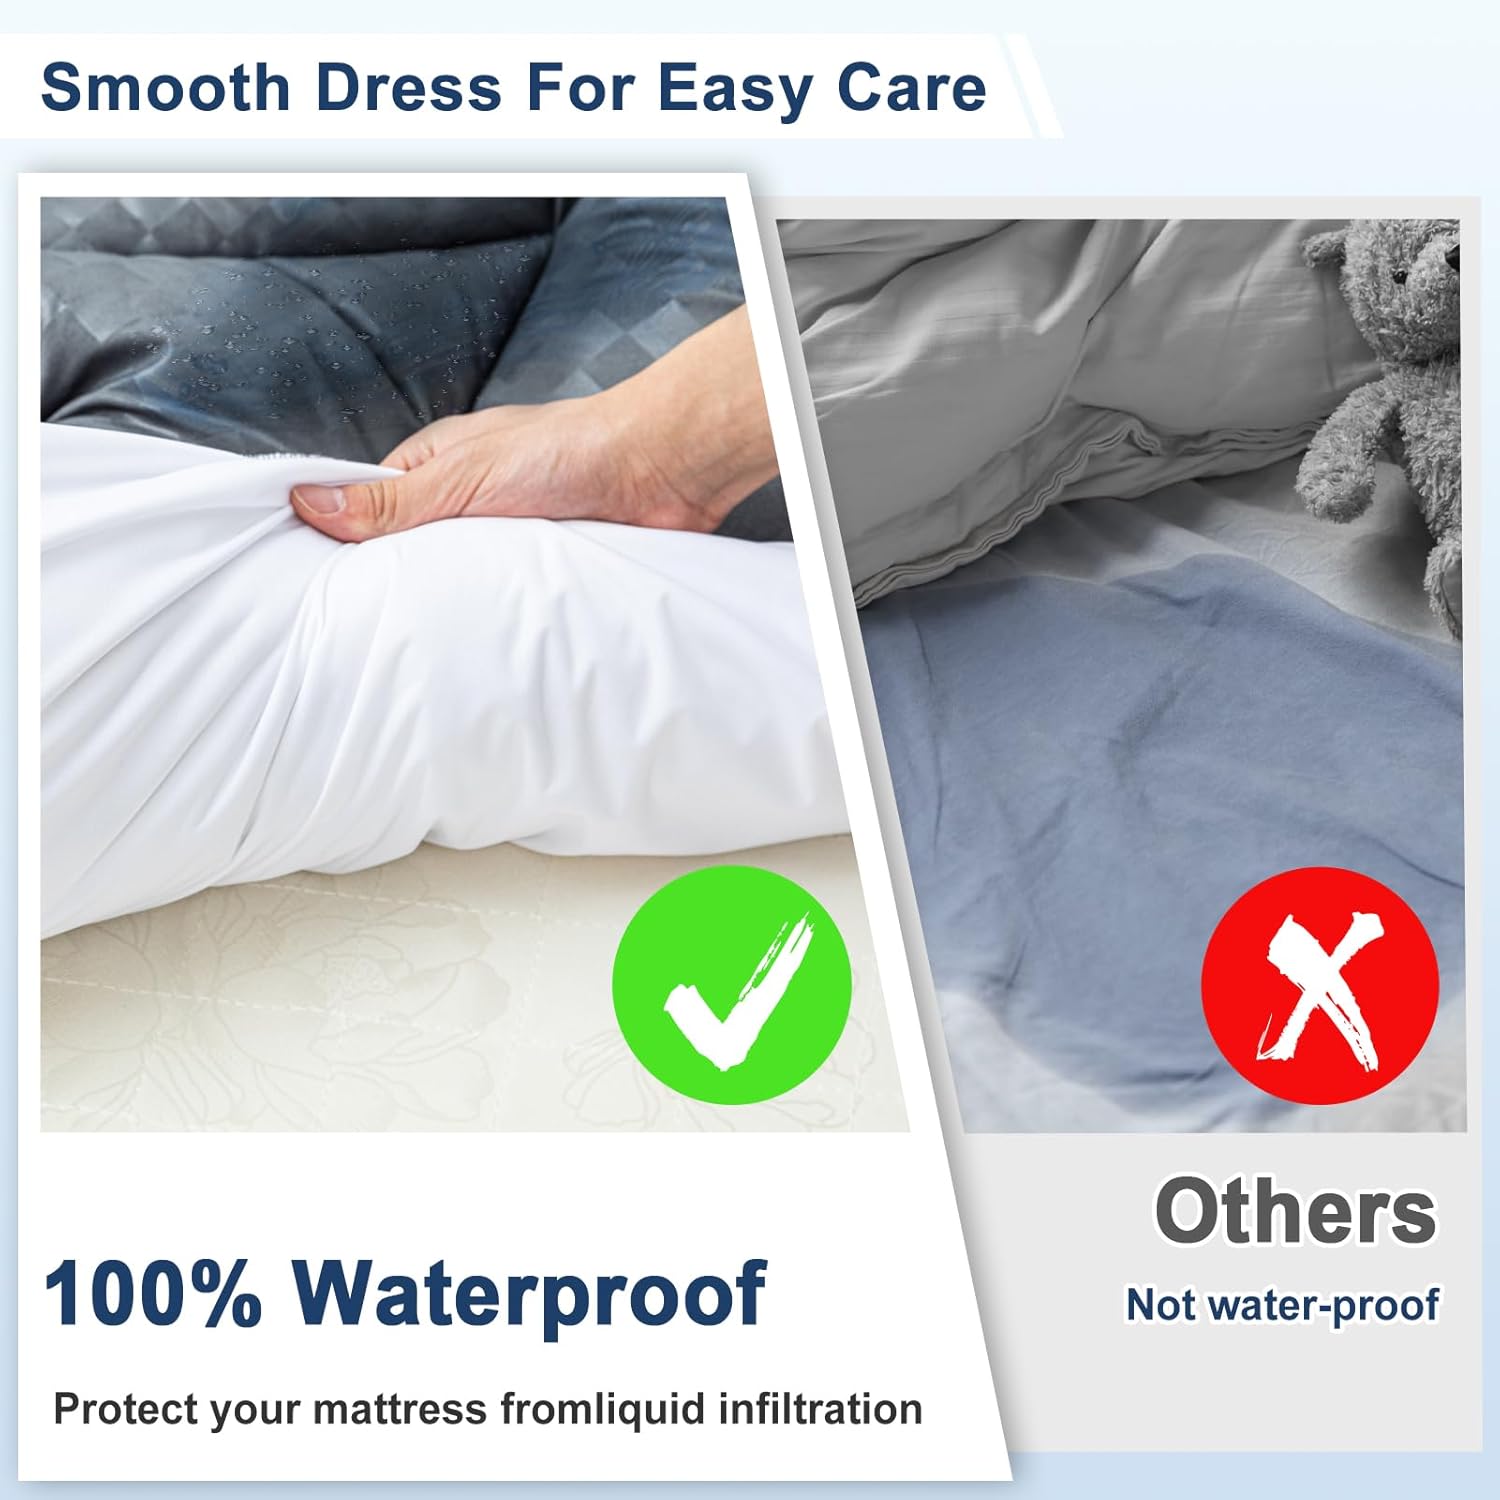 Smooth Dress For Easy Care
100% Waterproof
Protect your mattress fromliquid infiltration
Others
Not water-proof